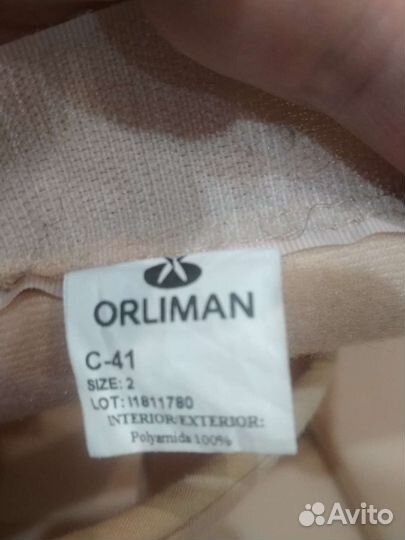 ORLIMAN
C-41
SIZE: 2
LOT: I1811780
INTERIOR/EXTERIOR:
Polyamida 100%
Avito